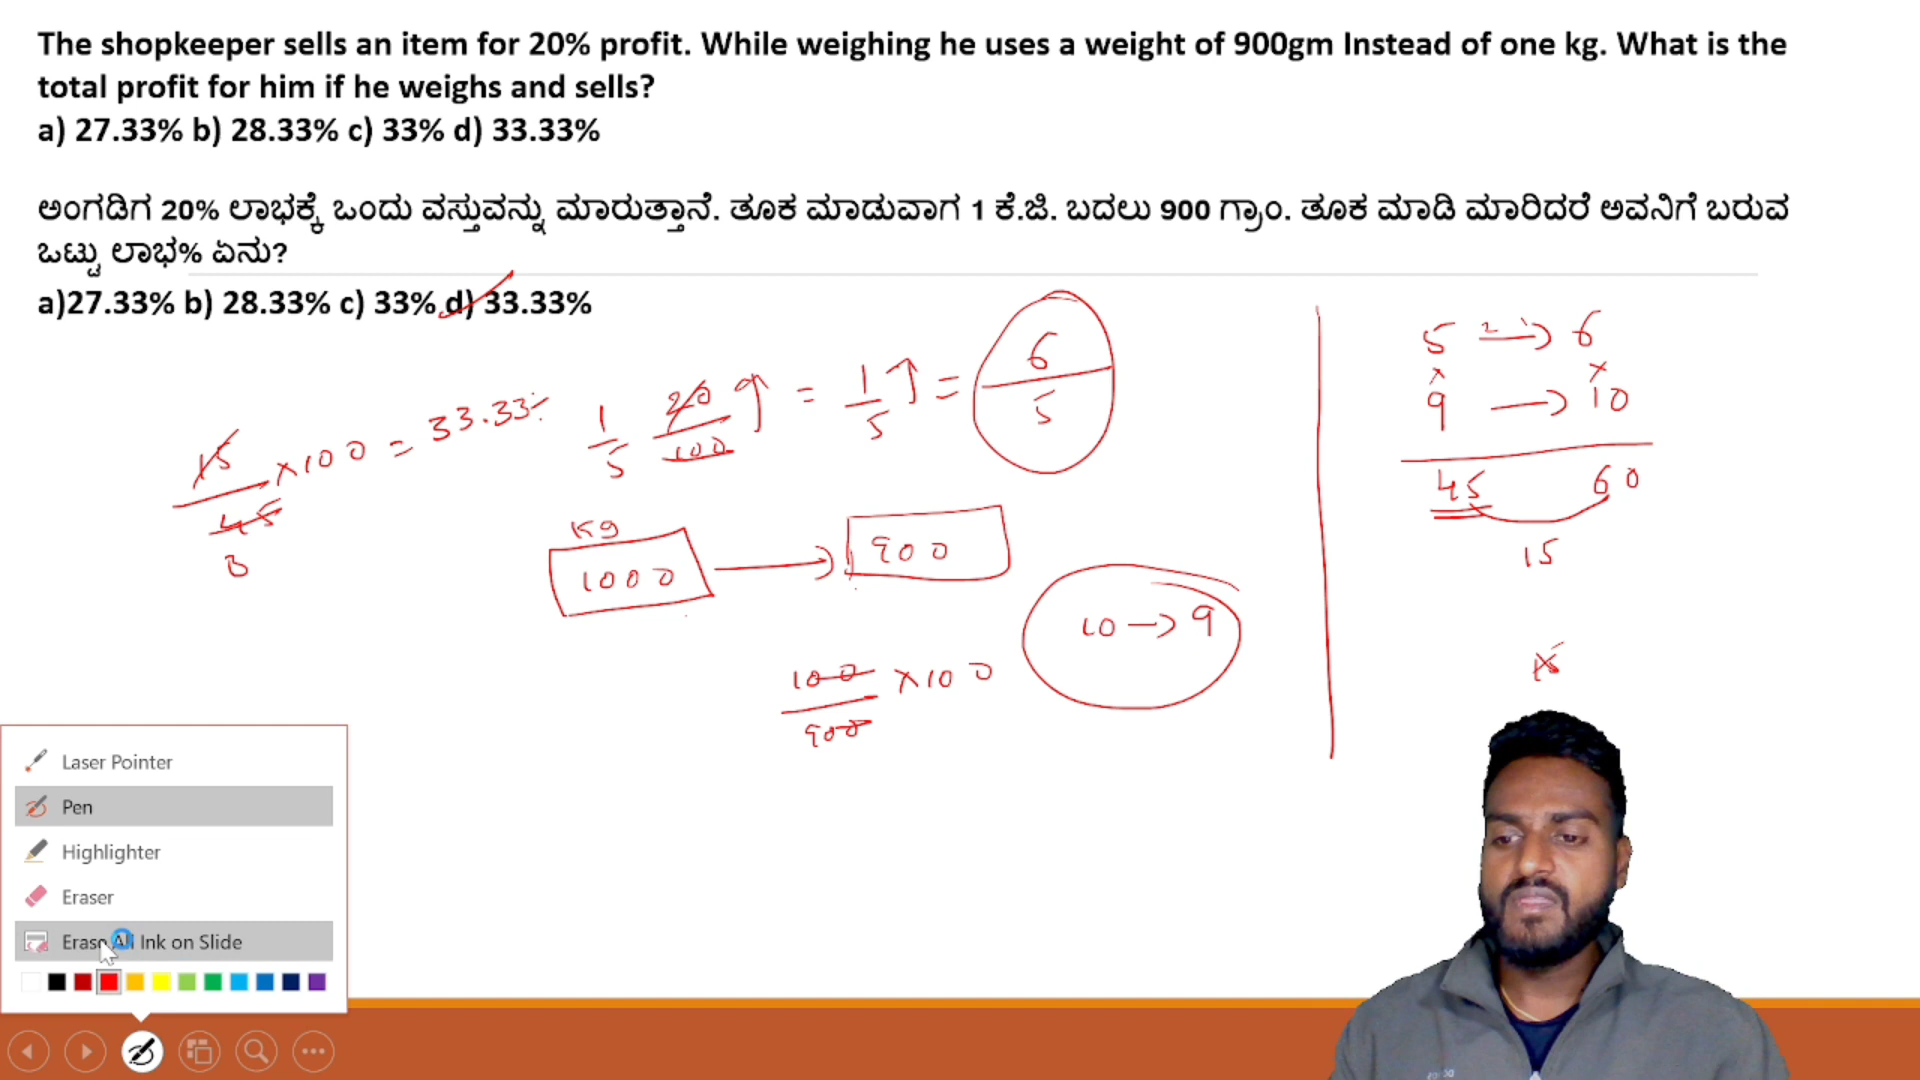 The shopkeeper sells an item for 20% profit. While weighing he uses a weight of 900gm Instead of one kg. What is the
total profit for him if he weighs and sells?
a) 27.33% b) 28.33% c) 33% d) 33.33%
ಅಂಗಡಿಗ 20% ಲಾಭಕ್ಕೆ ಒಂದು ವಸ್ತುವನ್ನು ಮಾರುತ್ತಾನೆ. ತೂಕ ಮಾಡುವಾಗ 1 ಕೆ.ಜಿ. ಬದಲು 900 ಗ್ರಾಂ. ತೂಕ ಮಾಡಿ ಮಾರಿದರೆ ಅವನಿಗೆ ಬರುವ
ಒಟ್ಟು ಲಾಭ% ಏನು?
a)27.33% b) 28.33% c) 33% d) 33.33%
15/45 ×100 = 33.33%
3
1/5 20/100 ↑ = 1/5 ↑ = 6/5
Kg
1000 → 900
10 → 9
100/900 ×100
5 → 6
× ×
9 → 10
45 60
15
Laser Pointer
Pen
Highlighter
Eraser
Erase All Ink on Slide